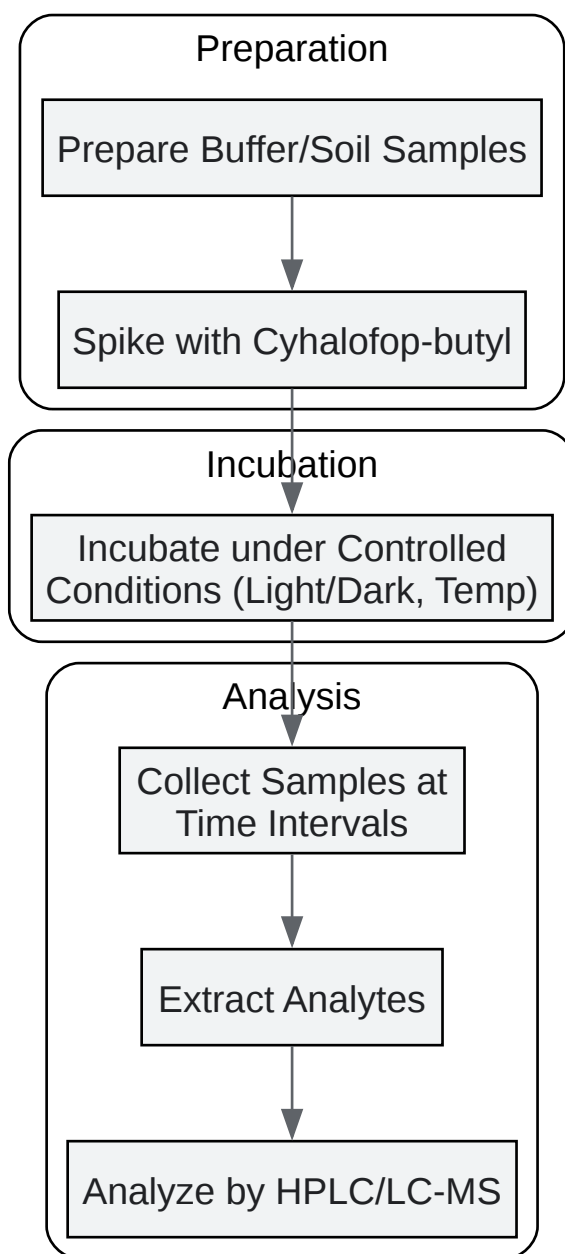 Preparation
Prepare Buffer/Soil Samples
Spike with Cyhalofop-butyl
Incubation
Incubate under Controlled
Conditions (Light/Dark, Temp)
Analysis
Collect Samples at
Time Intervals
Extract Analytes
Analyze by HPLC/LC-MS